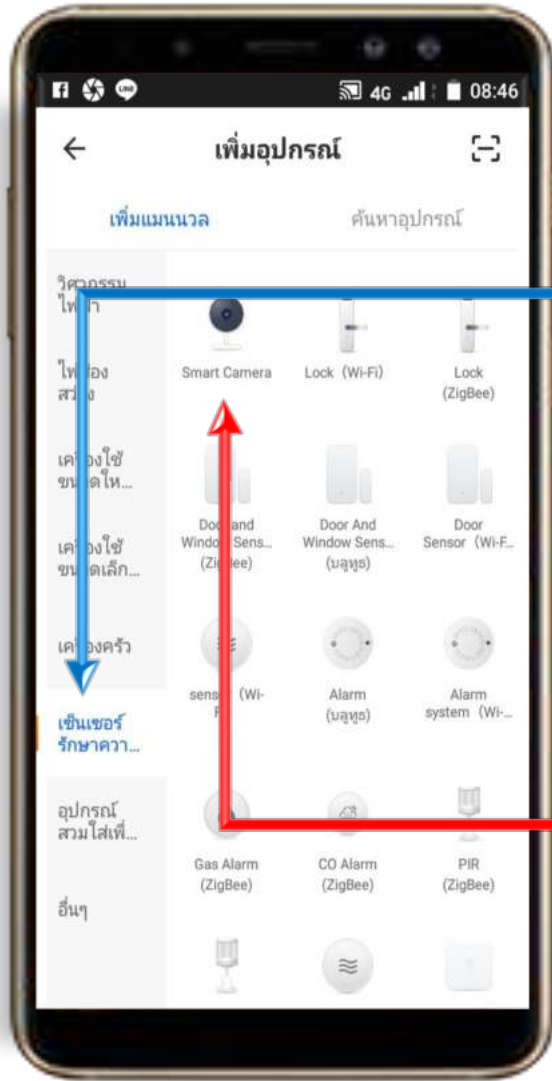 LINE
4G 08:46
เพิ่มอุปกรณ์
เพิ่มแมนนวล ค้นหาอุปกรณ์
Smart Camera
Lock (Wi-Fi)
Lock
(ZigBee)
Window Sens...
Door And
Window Sens...
(บลูทูธ)
Door
Sensor (Wi-F...
(Wi-
Alarm
(บลูทูธ)
Alarm
system (Wi-...
เซ็นเซอร์
รักษาควา...
อุปกรณ์
สวมใส่เพื่...
Gas Alarm
(ZigBee)
CO Alarm
(ZigBee)
PIR
(ZigBee)
อื่นๆ